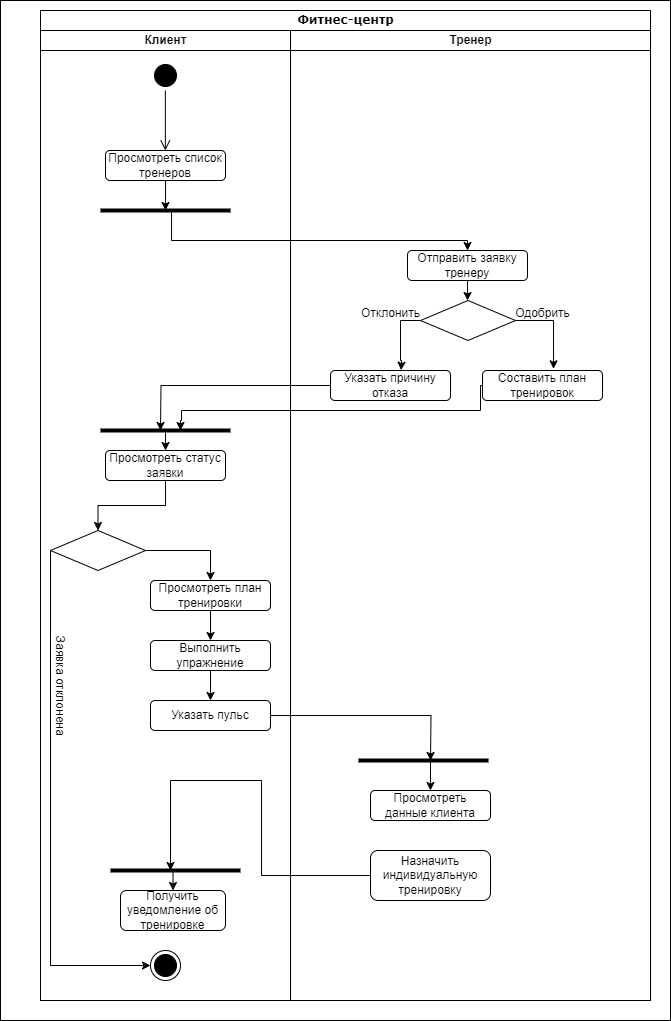 Фитнес-центр
Клиент
Тренер
Просмотреть список
тренеров
Отправить заявку
тренеру
Отклонить
Одобрить
Указать причину
отказа
Составить план
тренировок
Просмотреть статус
заявки
Просмотреть план
тренировки
Выполнить
упражнение
Заявка отклонена
Указать пульс
Просмотреть
данные клиента
Назначить
индивидуальную
тренировку
Получить
уведомление об
тренировке